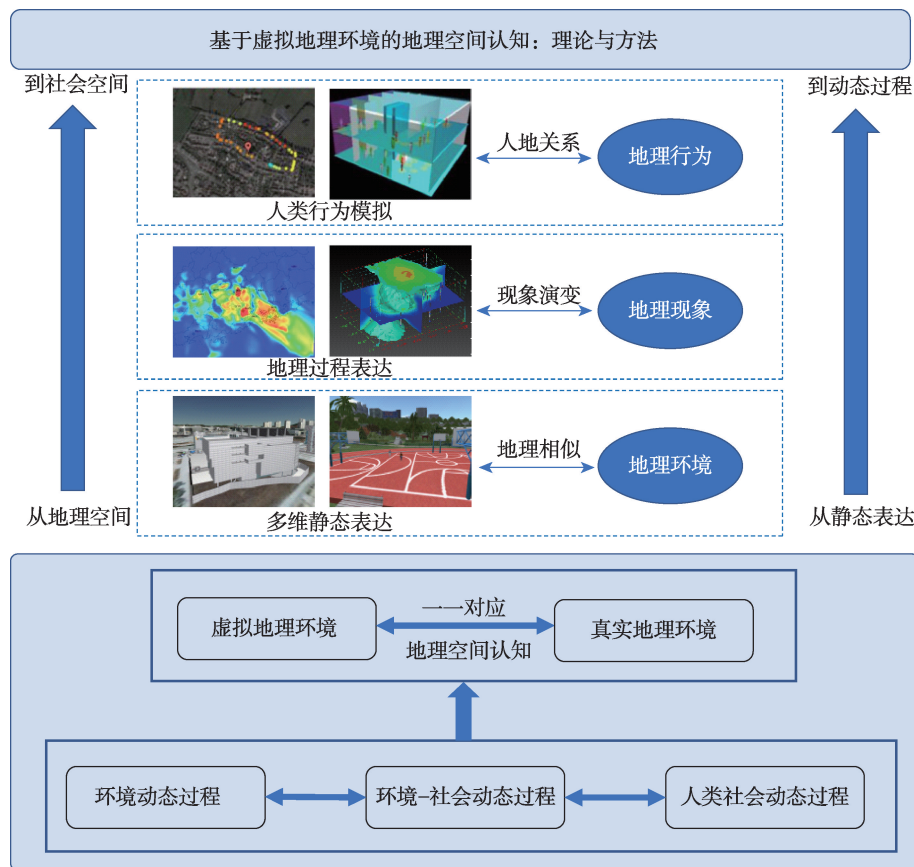 基于虚拟地理环境的地理空间认知：理论与方法
到社会空间
到动态过程
人地关系
地理行为
人类行为模拟
现象演变
地理现象
地理过程表达
地理相似
地理环境
多维静态表达
从地理空间
从静态表达
一一对应
虚拟地理环境
真实地理环境
地理空间认知
环境动态过程
环境-社会动态过程
人类社会动态过程